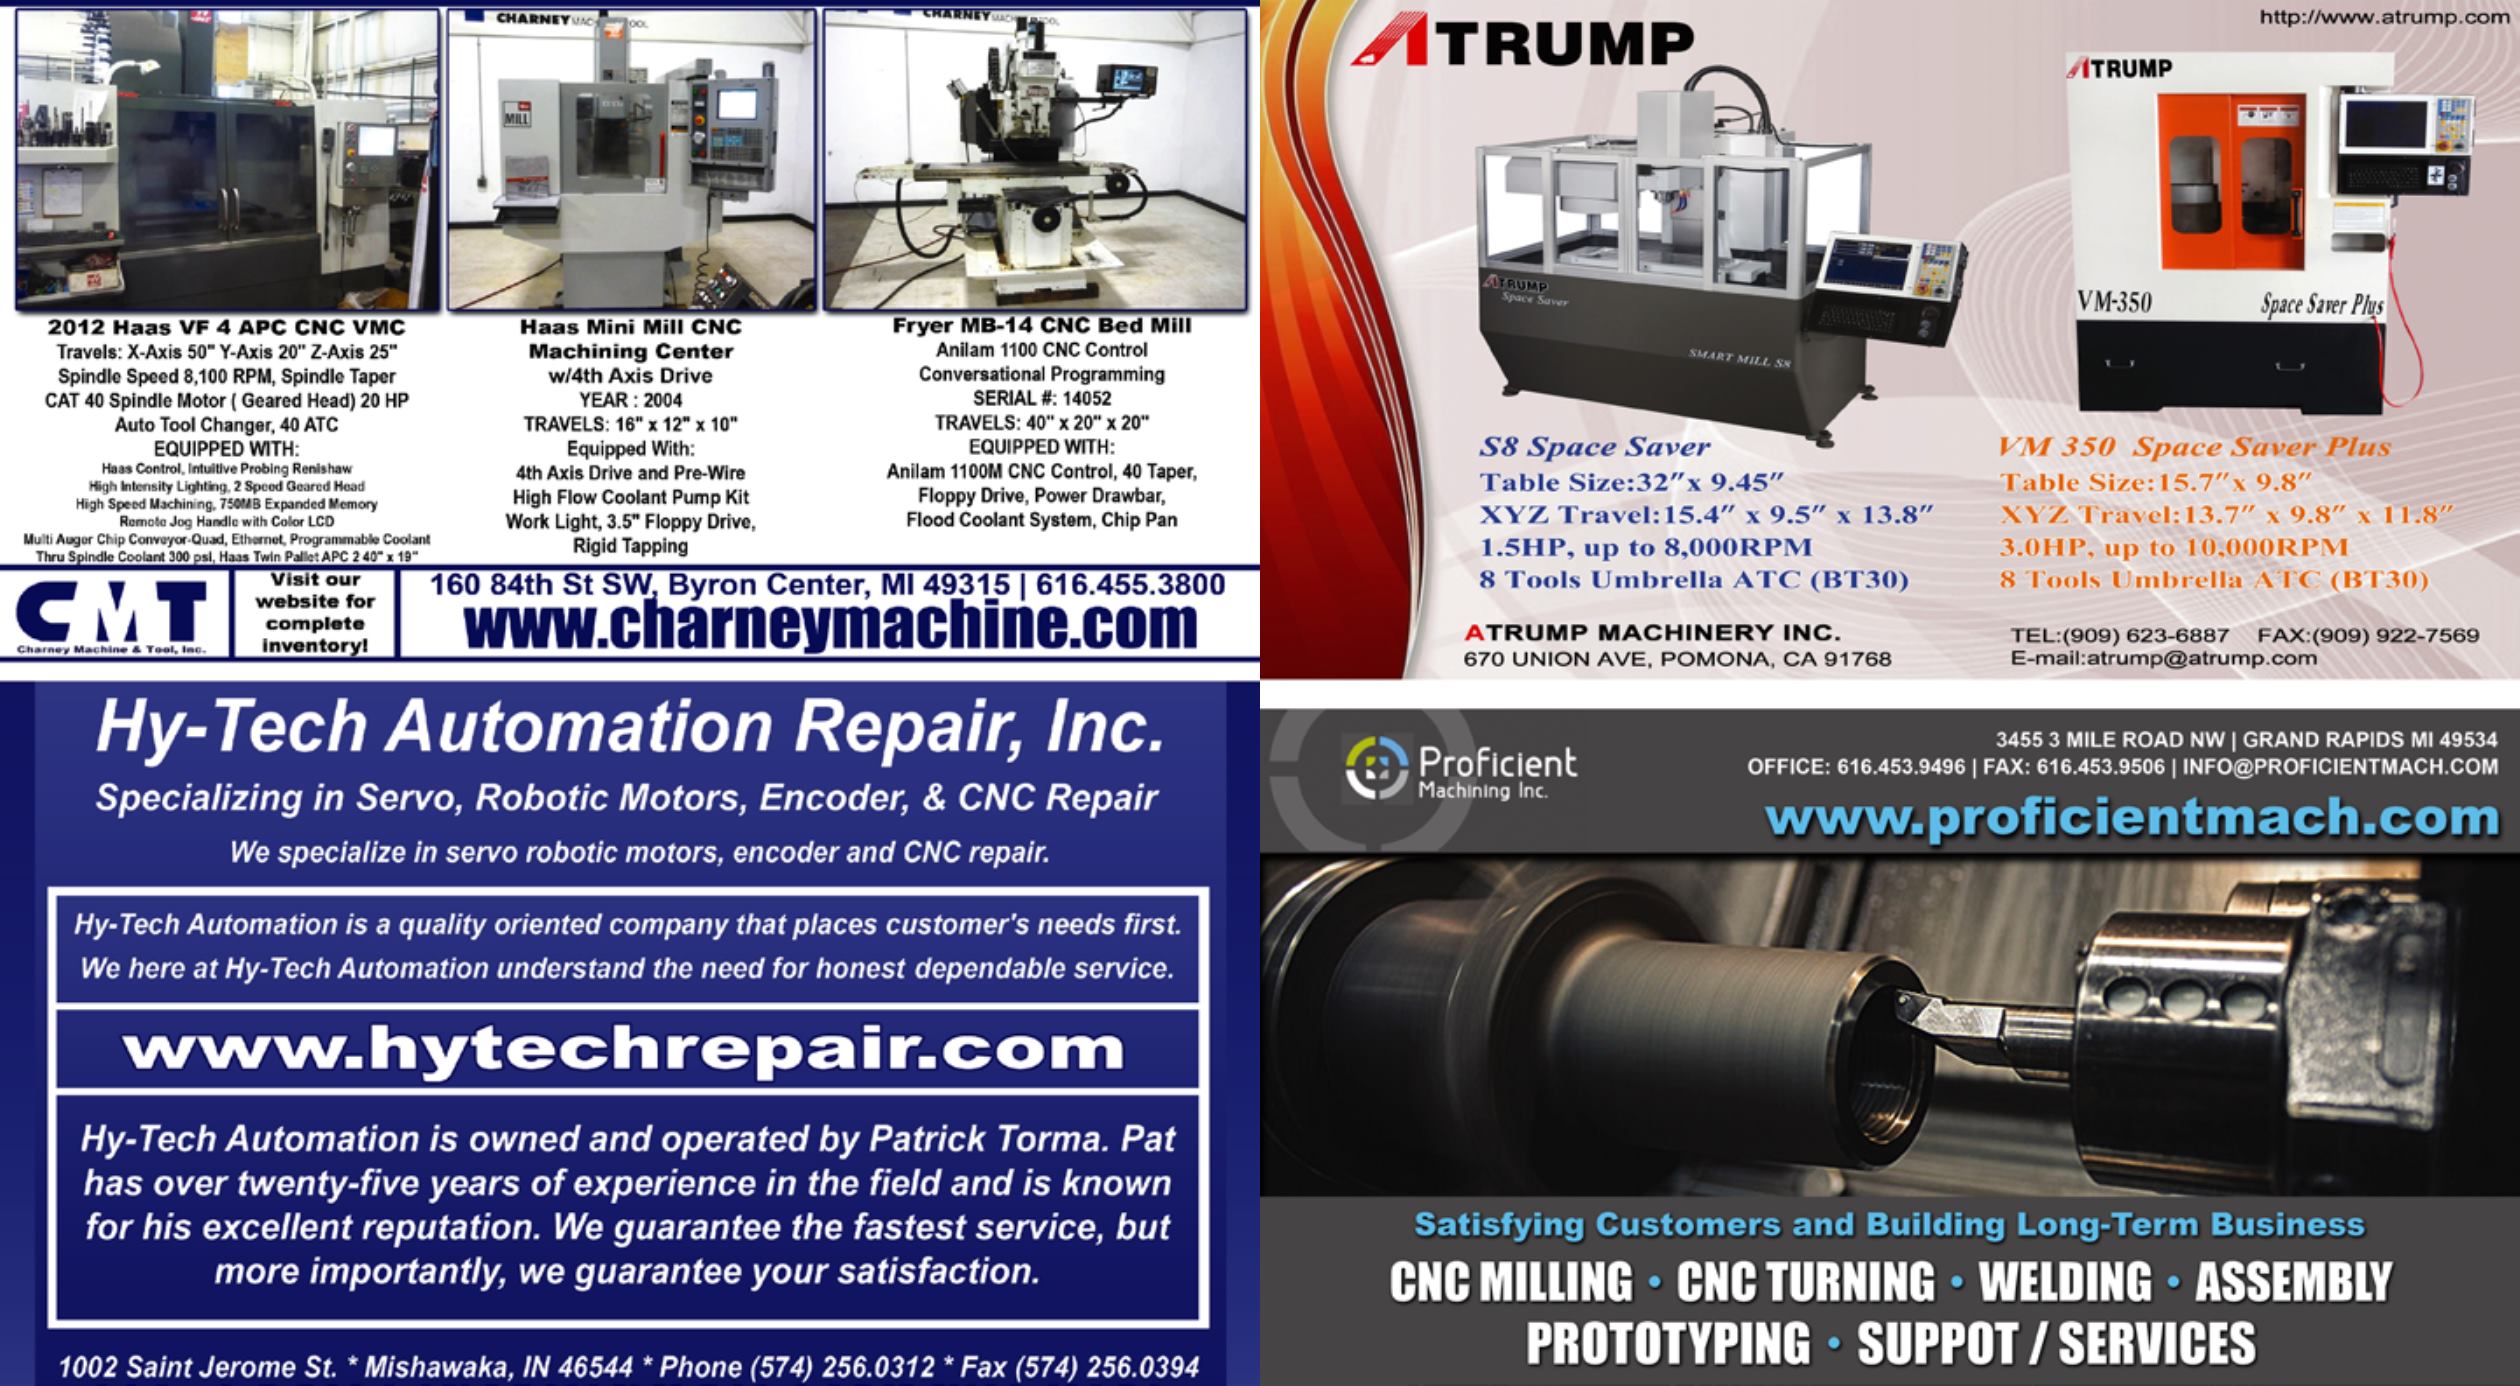 CHARNEY MACHINE TOOL
CHARNEY MACHINE TOOL
MILL
2012 Haas VF 4 APC CNC VMC
Travels: X-Axis 50" Y-Axis 20" Z-Axis 25"
Spindle Speed 8,100 RPM, Spindle Taper
CAT 40 Spindle Motor ( Geared Head) 20 HP
Auto Tool Changer, 40 ATC
EQUIPPED WITH:
Haas Control, Intuitive Probing Renishaw
High Intensity Lighting, 2 Speed Geared Head
High Speed Machining, 750MB Expanded Memory
Remote Jog Handle with Color LCD
Multi Auger Chip Conveyor-Quad, Ethernet, Programmable Coolant
Thru Spindle Coolant 300 psi, Haas Twin Pallet APC 2 40" x 19"
Haas Mini Mill CNC
Machining Center
w/4th Axis Drive
YEAR : 2004
TRAVELS: 16" x 12" x 10"
Equipped With:
4th Axis Drive and Pre-Wire
High Flow Coolant Pump Kit
Work Light, 3.5" Floppy Drive,
Rigid Tapping
Fryer MB-14 CNC Bed Mill
Anilam 1100 CNC Control
Conversational Programming
SERIAL #: 14052
TRAVELS: 40" x 20" x 20"
EQUIPPED WITH:
Anilam 1100M CNC Control, 40 Taper,
Floppy Drive, Power Drawbar,
Flood Coolant System, Chip Pan
CMT
Charney Machine & Tool, Inc.
Visit our
website for
complete
inventory!
160 84th St SW, Byron Center, MI 49315 | 616.455.3800
www.charneymachine.com
http://www.atrump.com
ATRUMP
ATRUMP
Space Saver
SMART MILL S8
ATRUMP
VM-350
Space Saver Plus
S8 Space Saver
Table Size:32"x 9.45"
XYZ Travel:15.4" x 9.5" x 13.8"
1.5HP, up to 8,000RPM
8 Tools Umbrella ATC (BT30)
VM 350 Space Saver Plus
Table Size:15.7"x 9.8"
XYZ Travel:13.7" x 9.8" x 11.8"
3.0HP, up to 10,000RPM
8 Tools Umbrella ATC (BT30)
ATRUMP MACHINERY INC.
670 UNION AVE, POMONA, CA 91768
TEL:(909) 623-6887 FAX:(909) 922-7569
E-mail:atrump@atrump.com
Hy-Tech Automation Repair, Inc.
Specializing in Servo, Robotic Motors, Encoder, & CNC Repair
We specialize in servo robotic motors, encoder and CNC repair.
Hy-Tech Automation is a quality oriented company that places customer's needs first.
We here at Hy-Tech Automation understand the need for honest dependable service.
www.hytechrepair.com
Hy-Tech Automation is owned and operated by Patrick Torma. Pat
has over twenty-five years of experience in the field and is known
for his excellent reputation. We guarantee the fastest service, but
more importantly, we guarantee your satisfaction.
1002 Saint Jerome St. * Mishawaka, IN 46544 * Phone (574) 256.0312 * Fax (574) 256.0394
Proficient
Machining Inc.
3455 3 MILE ROAD NW | GRAND RAPIDS MI 49534
OFFICE: 616.453.9496 | FAX: 616.453.9506 | INFO@PROFICIENTMACH.COM
www.proficientmach.com
Satisfying Customers and Building Long-Term Business
CNC MILLING • CNC TURNING • WELDING • ASSEMBLY
PROTOTYPING • SUPPOT / SERVICES